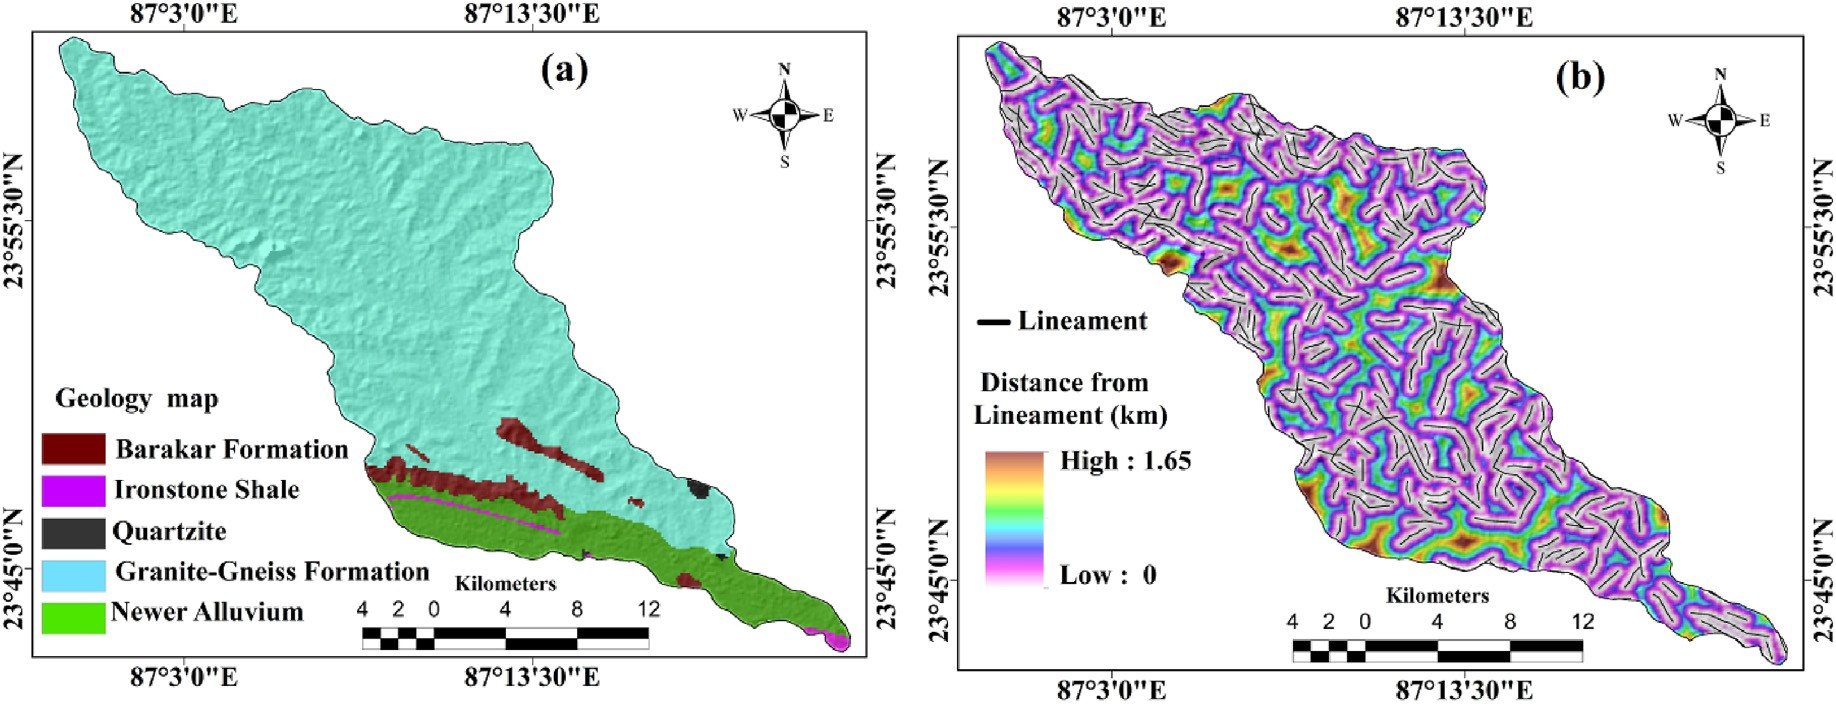 87°3'0"E
87°13'30"E
(a)
N
W
E
S
23°55'30"N
23°55'30"N
Geology map
Barakar Formation
Ironstone Shale
Quartzite
Granite-Gneiss Formation
Newer Alluvium
23°45'0"N
23°45'0"N
Kilometers
4 2 0 4 8 12
87°3'0"E
87°13'30"E
87°3'0"E
87°13'30"E
(b)
N
W
E
S
23°55'30"N
23°55'30"N
Lineament
Distance from
Lineament (km)
High : 1.65
Low : 0
23°45'0"N
23°45'0"N
Kilometers
4 2 0 4 8 12
87°3'0"E
87°13'30"E